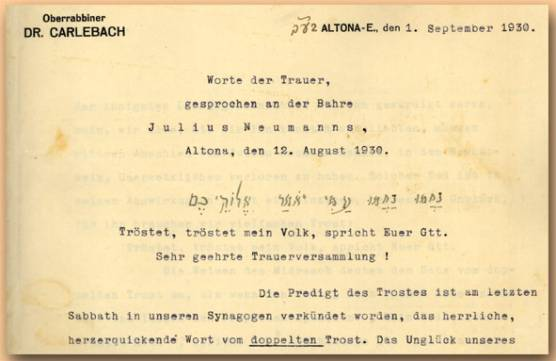 Oberrabbiner
DR. CARLEBACH
ALTONA-E., den 1. September 1930.
Worte der Trauer,
gesprochen an der Bahre
Julius Neumanns,
Altona, den 12. August 1930.
נחמו נחמו עמי יאמר אלוקיכם
Tröstet, tröstet mein Volk, spricht Euer Gtt.
Sehr geehrte Trauerversammlung !
Die Predigt des Trostes ist am letzten
Sabbath in unseren Synagogen verkündet worden, das herrliche,
herzerquickende Wort vom doppelten Trost. Das Unglück unseres